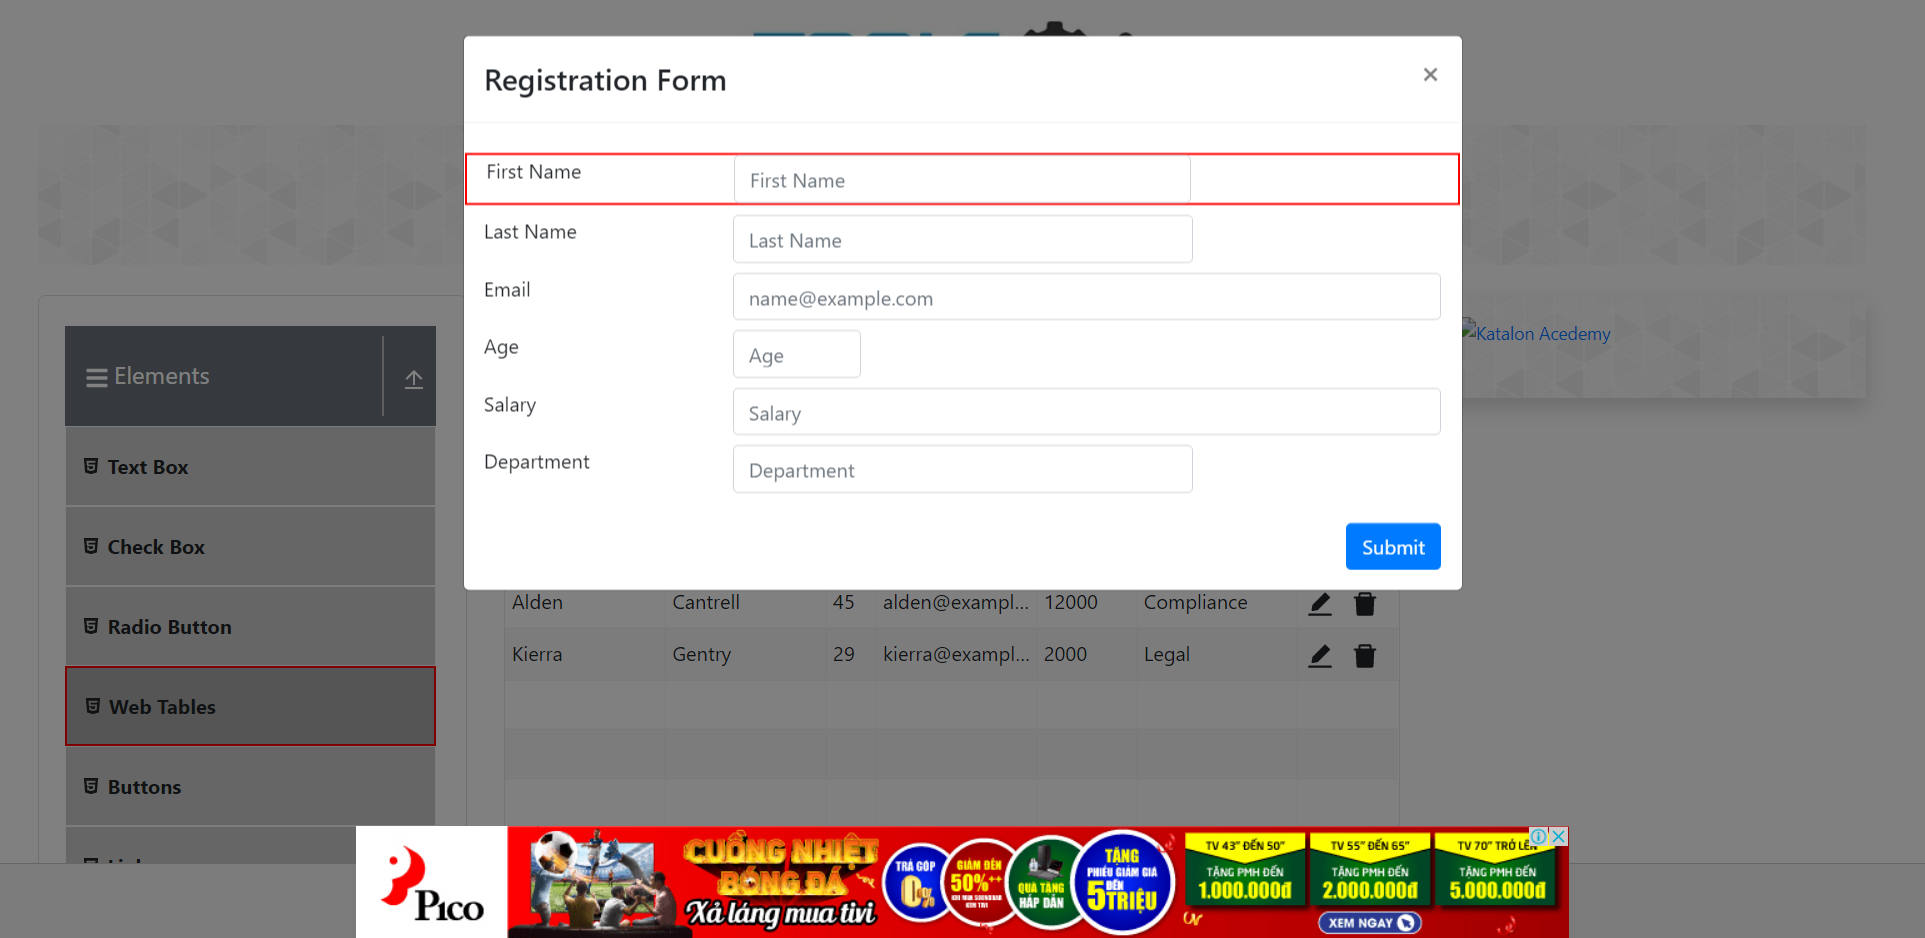 Registration Form
×
First Name
First Name
Last Name
Last Name
Email
name@example.com
Age
Age
Salary
Salary
Department
Department
Submit
Katalon Acedemy
Elements
Text Box
Check Box
Radio Button
Web Tables
Buttons
Alden Cantrell 45 alden@exampl... 12000 Compliance
Kierra Gentry 29 kierra@exampl... 2000 Legal
Pico
CUỒNG NHIỆT
BÓNG ĐÁ
Xả láng mua tivi
TRẢ GÓP
0%
GIẢM ĐẾN
50%++
KHI MUA SOUNDBAR
KÈM TIVI
QUÀ TẶNG
HẤP DẪN
TẶNG
PHIẾU GIẢM GIÁ
ĐẾN
5 TRIỆU
TV 43” ĐẾN 50”
TẶNG PMH ĐẾN
1.000.000đ
TV 55” ĐẾN 65”
TẶNG PMH ĐẾN
2.000.000đ
TV 70” TRỞ LÊN
TẶNG PMH ĐẾN
5.000.000đ
XEM NGAY